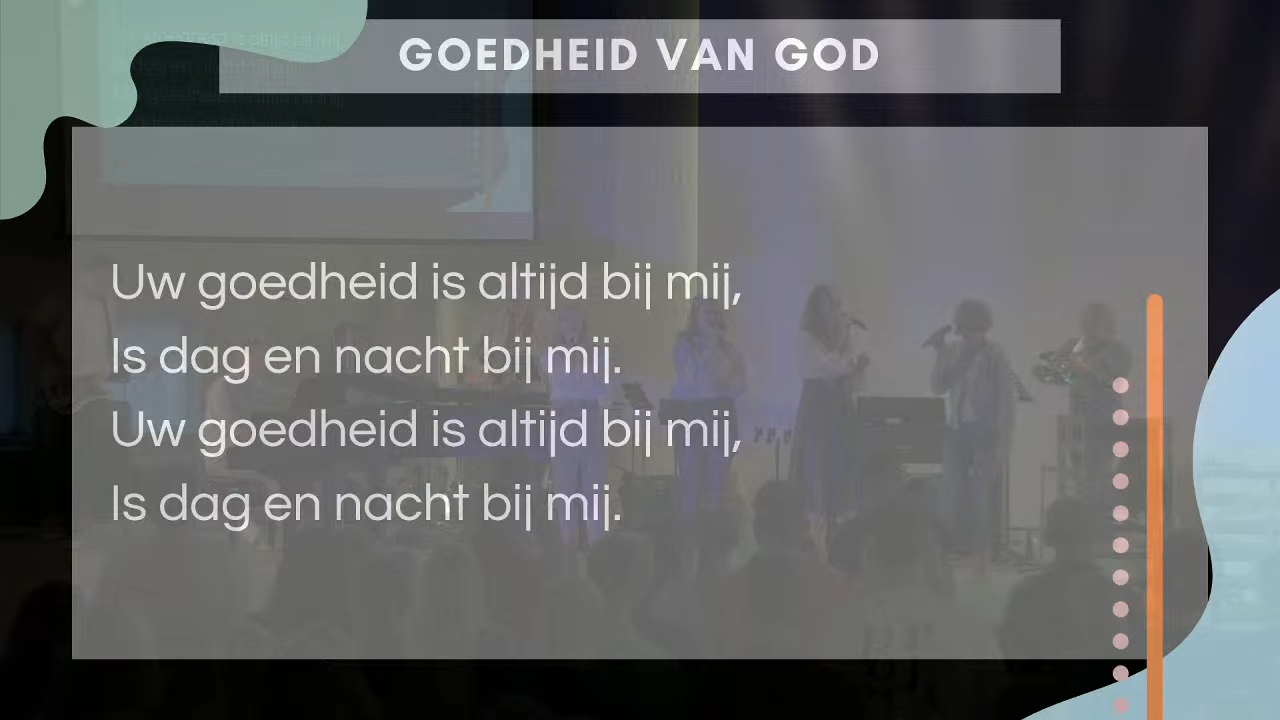 GOEDHEID VAN GOD
Uw goedheid is altijd bij mij,
Is dag en nacht bij mij.
Uw goedheid is altijd bij mij,
Is dag en nacht bij mij.